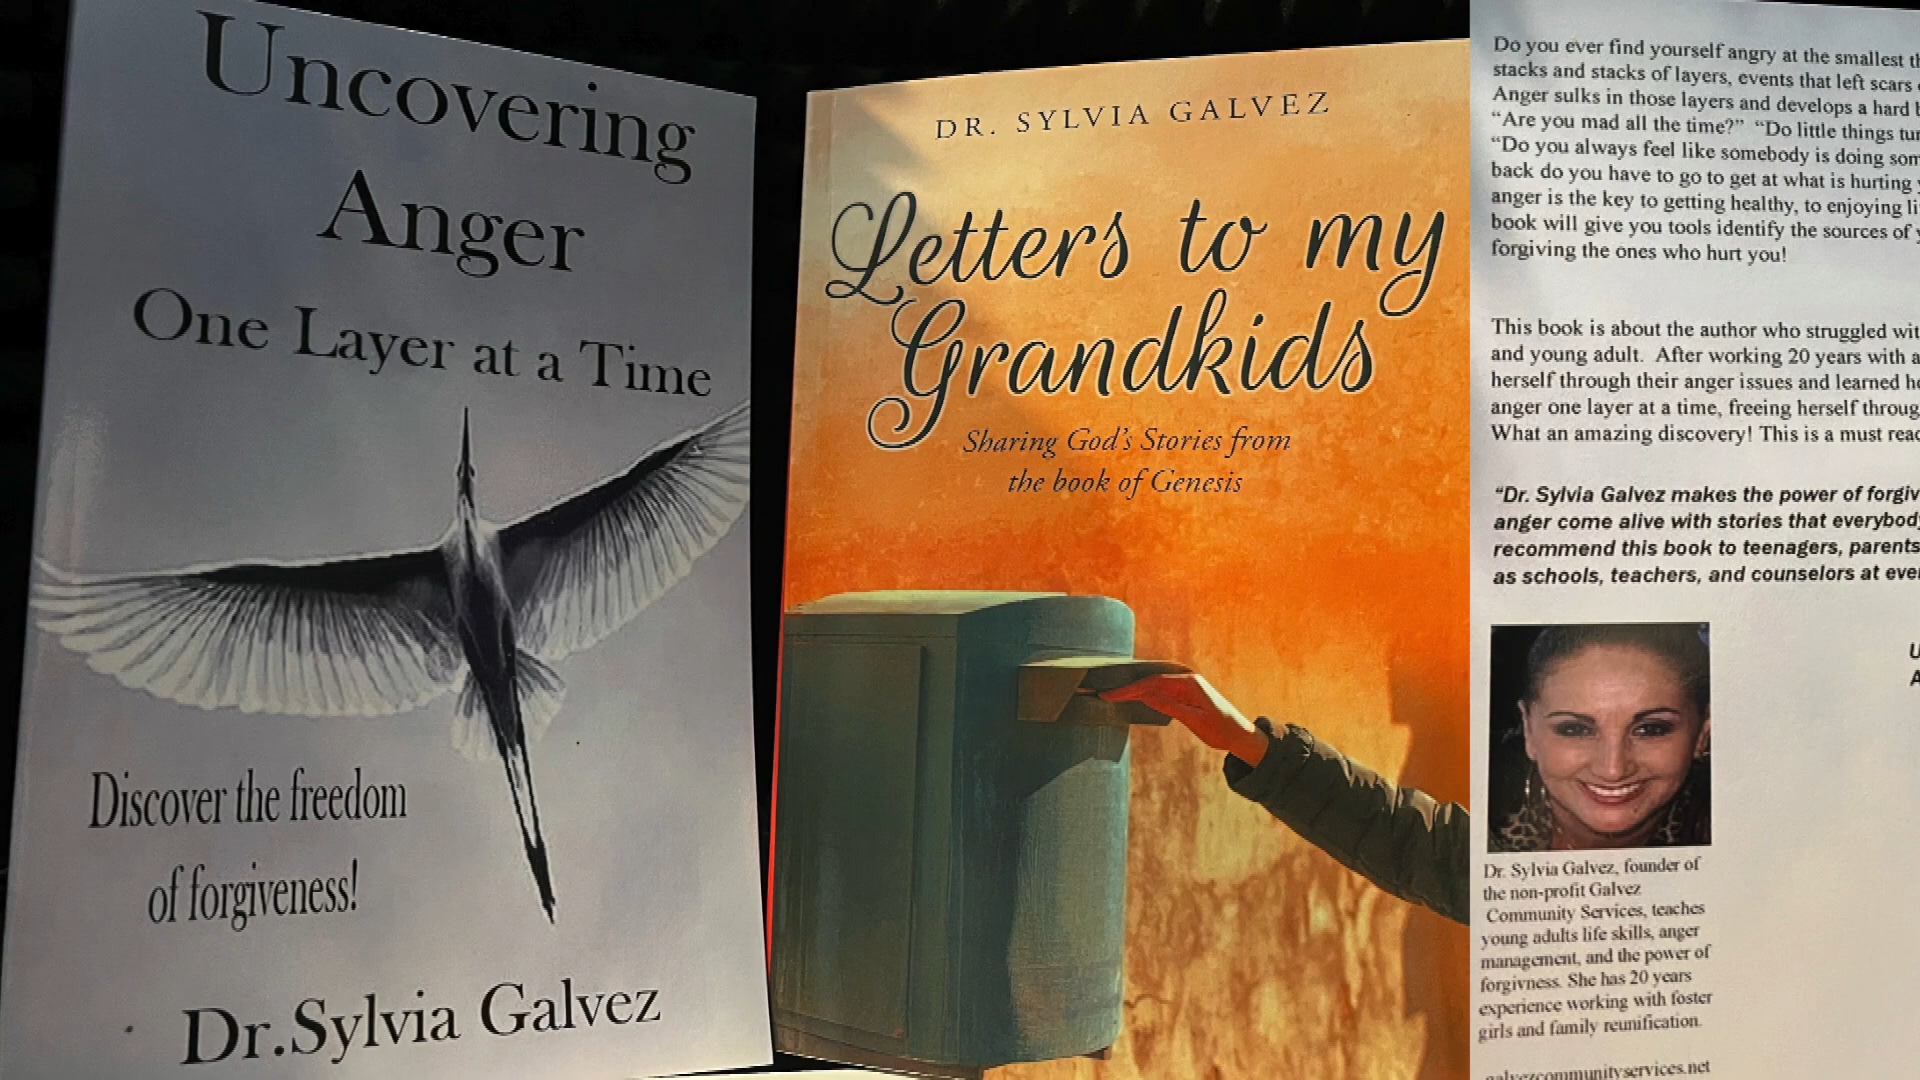 Uncovering
Anger
One Layer at a Time
Discover the freedom
of forgiveness!
Dr.Sylvia Galvez
DR. SYLVIA GALVEZ
Letters to my
Grandkids
Sharing God's Stories from
the book of Genesis
Do you ever find yourself angry at the smallest
stacks and stacks of layers, events that left scars
Anger sulks in those layers and develops a hard
"Are you mad all the time?" "Do little things
"Do you always feel like somebody is doing
back do you have to go to get at what is hurting
anger is the key to getting healthy, to enjoying
book will give you tools identify the sources of
forgiving the ones who hurt you!
This book is about the author who struggled
and young adult. After working 20 years with
herself through their anger issues and learned
anger one layer at a time, freeing herself
What an amazing discovery! This is a must
"Dr. Sylvia Galvez makes the power of
anger come alive with stories that
recommend this book to teenagers, parents
as schools, teachers, and counselors at
Dr. Sylvia Galvez, founder of
the non-profit Galvez
Community Services, teaches
young adults life skills, anger
management, and the power of
forgivness. She has 20 years
experience working with foster
girls and family reunification.
galvezcommunityservices.net